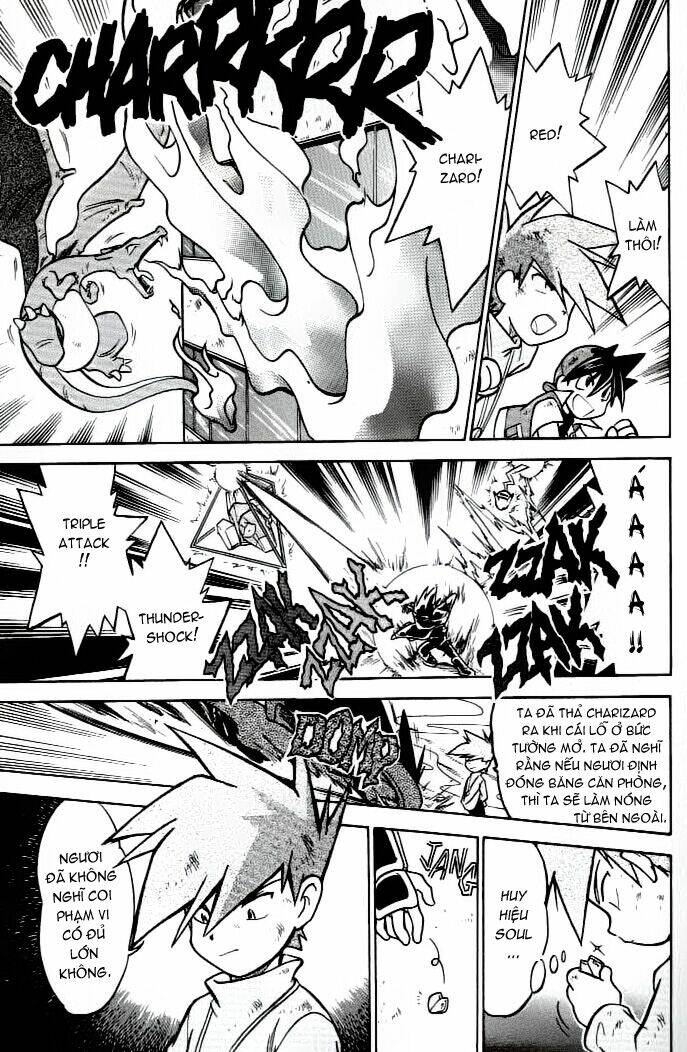 LÀM
THÔI!
RED!
CHARI-
ZARD!
CHARRRRRR
Á
A
A
A
A
!!
ZZAK
ZZAK
ZZAK
ZZAK
THUNDER-
SHOCK!
TRIPLE
ATTACK
!!
TA ĐÃ THẢ CHARIZARD
RA KHI CÁI LỖ Ở BỨC
TƯỜNG MỞ. TA ĐÃ NGHĨ
RẰNG NẾU NGƯƠI ĐỊNH
ĐÓNG BĂNG CĂN PHÒNG,
THÌ TA SẼ LÀM NÓNG
TỪ BÊN NGOÀI.
DOMP
HUY
HIỆU
SOUL
...
JANG
NGƯƠI
ĐÃ KHÔNG
NGHĨ COI
PHẠM VI
CÓ ĐỦ
LỚN
KHÔNG.